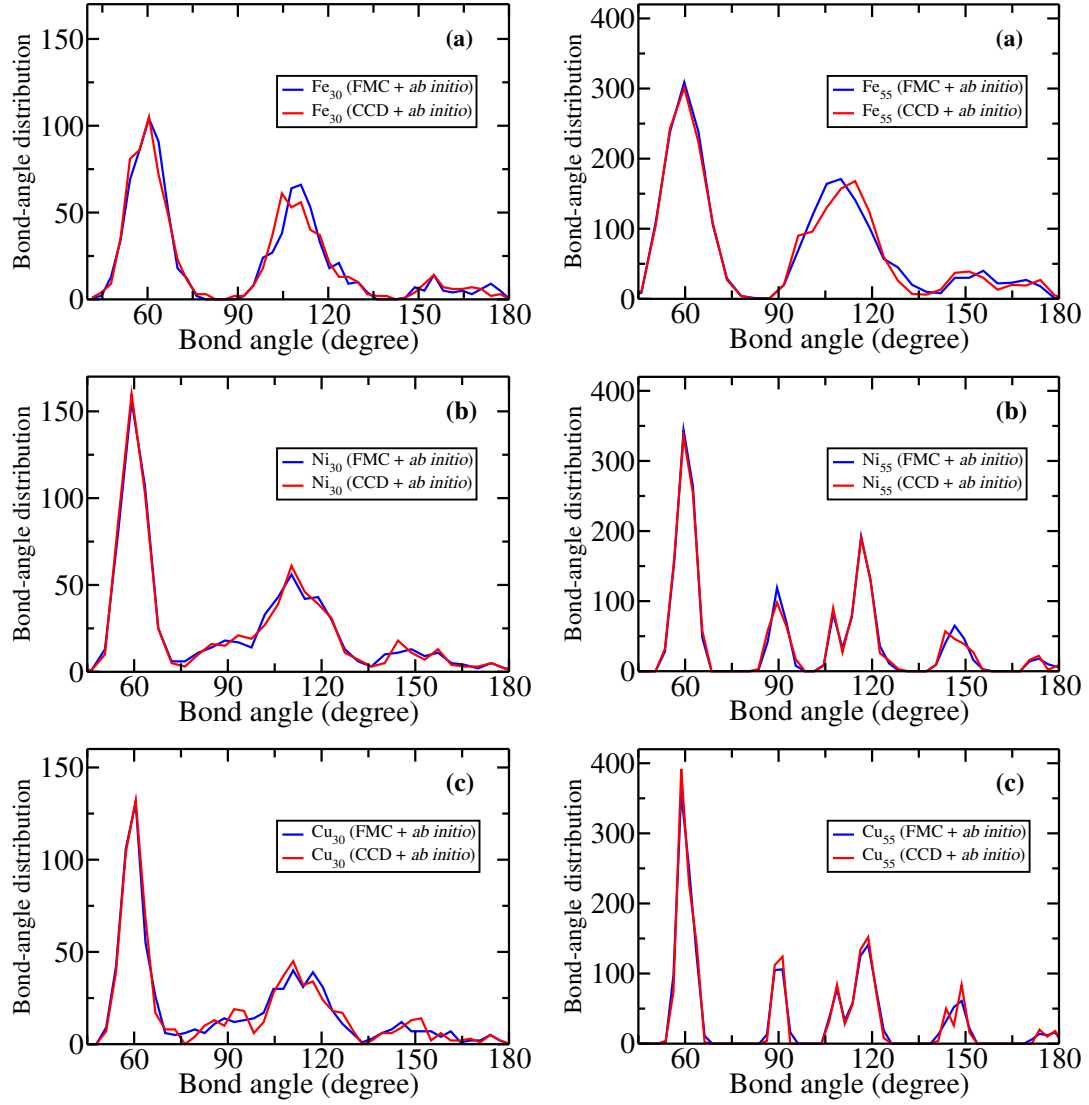 (a)
Fe30 (FMC + ab initio)
Fe30 (CCD + ab initio)
Bond-angle distribution
150
100
50
0
60 90 120 150 180
Bond angle (degree)
(a)
Fe55 (FMC + ab initio)
Fe55 (CCD + ab initio)
Bond-angle distribution
400
300
200
100
0
60 90 120 150 180
Bond angle (degree)
(b)
Ni30 (FMC + ab initio)
Ni30 (CCD + ab initio)
Bond-angle distribution
150
100
50
0
60 90 120 150 180
Bond angle (degree)
(b)
Ni55 (FMC + ab initio)
Ni55 (CCD + ab initio)
Bond-angle distribution
400
300
200
100
0
60 90 120 150 180
Bond angle (degree)
(c)
Cu30 (FMC + ab initio)
Cu30 (CCD + ab initio)
Bond-angle distribution
150
100
50
0
60 90 120 150 180
Bond angle (degree)
(c)
Cu55 (FMC + ab initio)
Cu55 (CCD + ab initio)
Bond-angle distribution
400
300
200
100
0
60 90 120 150 180
Bond angle (degree)